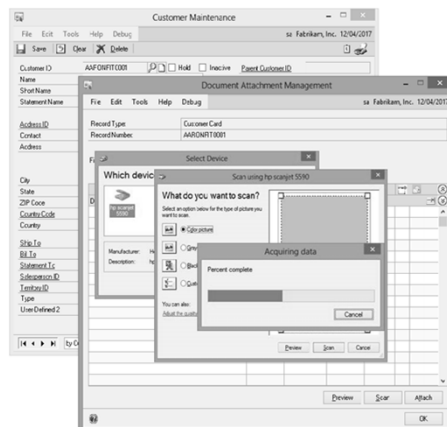 Customer Maintenance
File Edit Tools Help Debug
sa Fabrikam, Inc. 12/04/2017
Save Clear Delete
Customer ID AARONFIT0001 Hold Inactive Parent Customer ID
Name
Short Name
Statement Name
Address ID
Contact
Address
City
State
ZIP Code
Country Code
Country
Ship To
Bill To
Statement To
Salesperson ID
Territory ID
Type
User-Defined 2
Document Attachment Management
File Edit Tools Help Debug
sa Fabrikam, Inc. 12/04/2017
Record Type Customer Card
Record Number AARONFIT0001
Select Device
Which devic
hp scanjet 5590
Manufacturer:
Description:
Scan using hp scanjet 5590
What do you want to scan?
Select an option below for the type of picture you
want to scan.
Color picture
You can also:
Adjust the quality
Preview Scan Cancel
Acquiring data
Percent complete
Cancel
Preview Scan Attach
OK